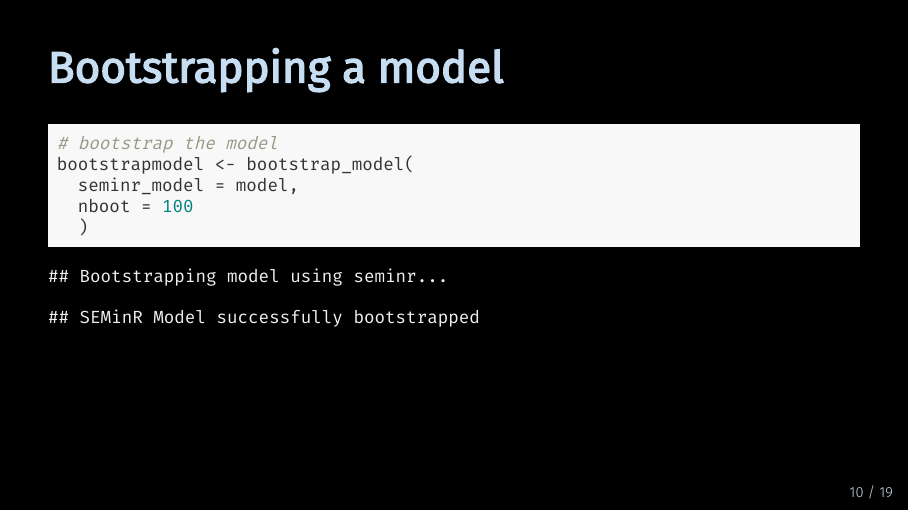 Bootstrapping a model
# bootstrap the model
bootstrapmodel <- bootstrap_model(
  seminr_model = model,
  nboot = 100
  )
## Bootstrapping model using seminr...
## SEMinR Model successfully bootstrapped
10 / 19